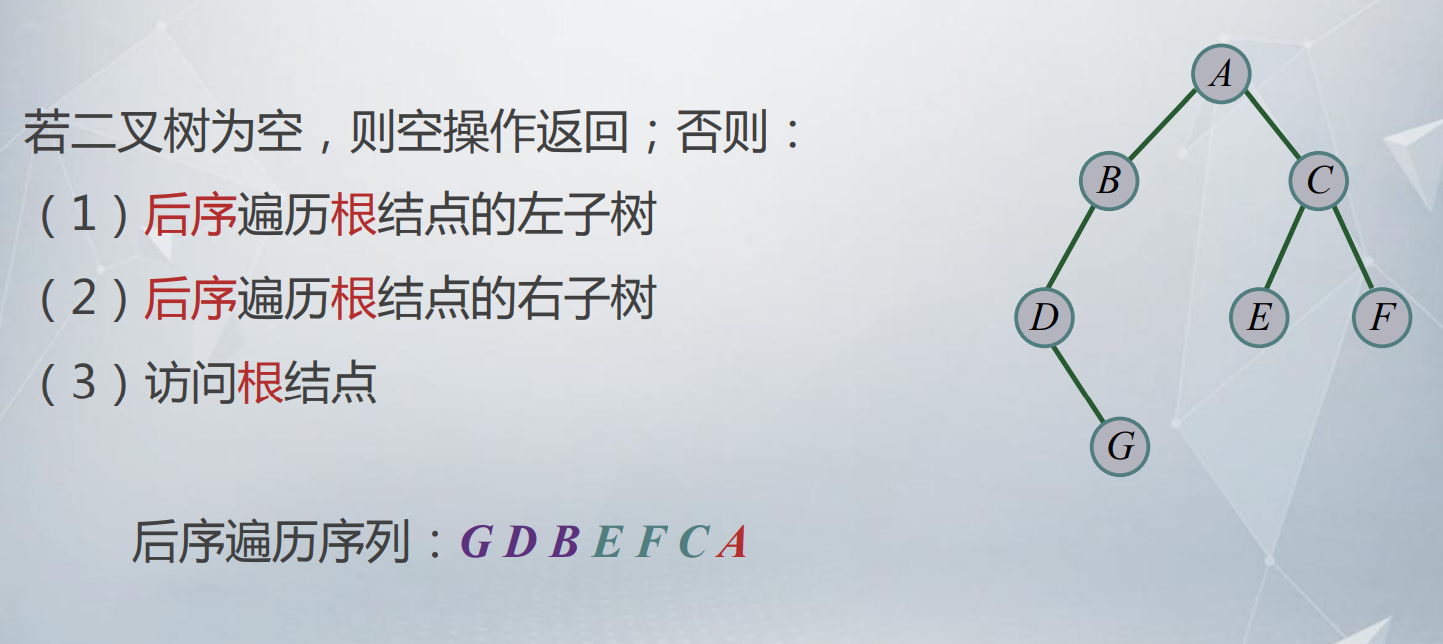 若二叉树为空，则空操作返回；否则：
（1）后序遍历根结点的左子树
（2）后序遍历根结点的右子树
（3）访问根结点
后序遍历序列：G D B E F C A
A
B C
D E F
G